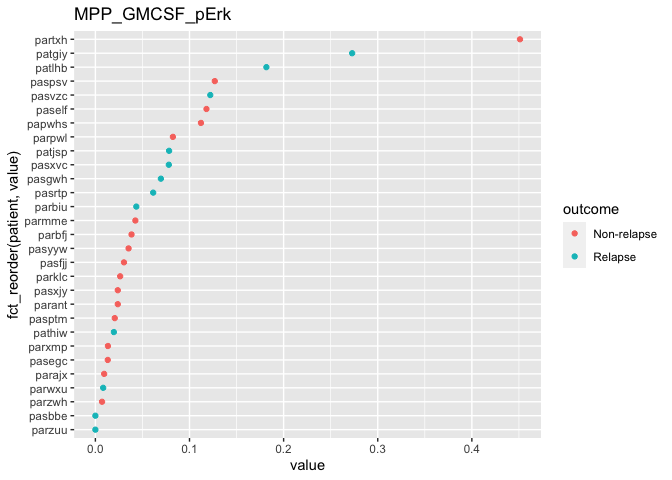 MPP_GMCSF_pErk
fct_reorder(patient, value)
partxh
patgiy
patlhb
paspsv
pasvzc
paself
papwhs
parpwl
patjsp
pasxvc
pasgwh
pasrtp
parbiu
parmme
parbfj
pasyyw
pasfjj
parklc
pasxjy
parant
pasptm
pathiw
parxmp
pasegc
parajx
parwxu
parzwh
pasbbe
parzuu
0.0 0.1 0.2 0.3 0.4
value
outcome
Non-relapse
Relapse